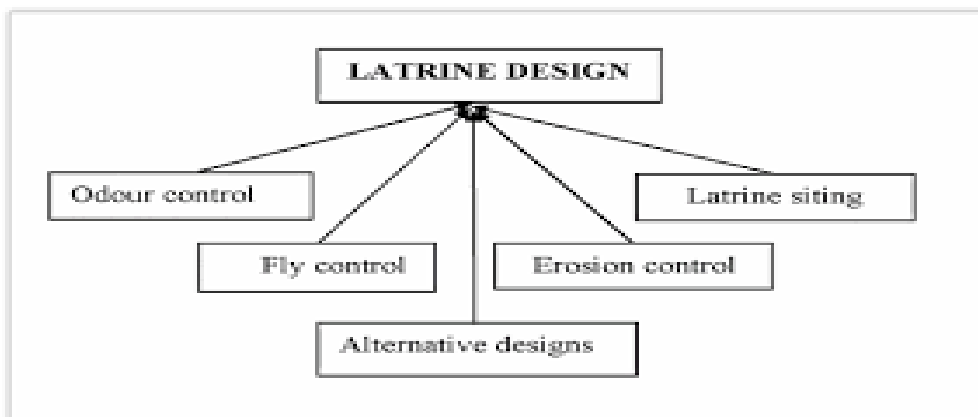 LATRINE DESIGN
Odour control
Latrine siting
Fly control
Erosion control
Alternative designs